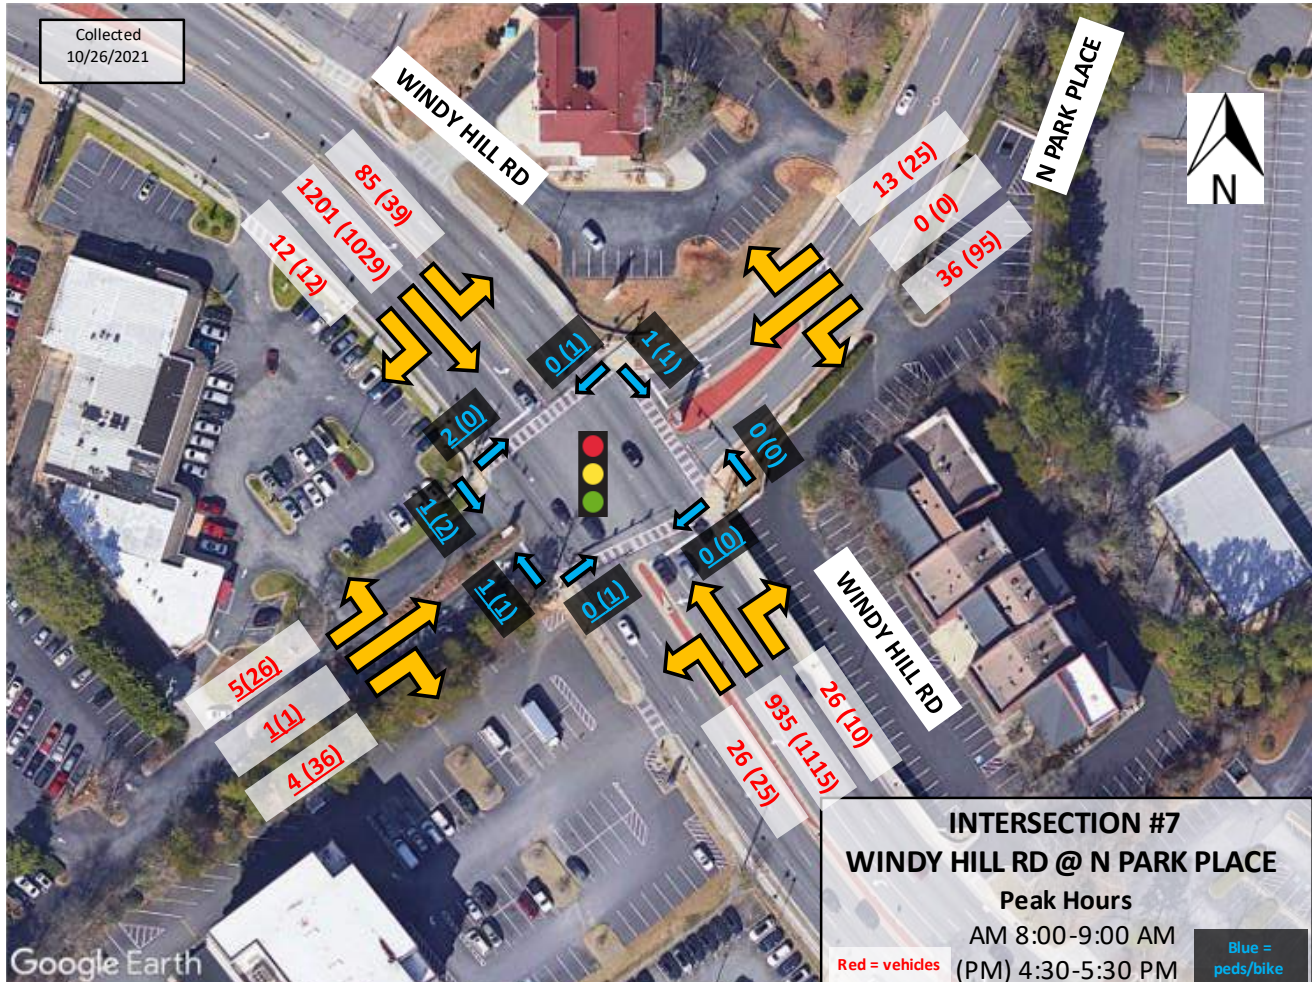 Collected
10/26/2021
WINDY HILL RD
N PARK PLACE
N
85 (39)
1201 (1029)
12 (12)
13 (25)
0 (0)
36 (95)
0 (1)
1 (1)
2 (0)
0 (0)
1 (2)
0 (0)
1 (1)
0 (1)
5(26)
1(1)
4 (36)
26 (25)
935 (1115)
26 (10)
WINDY HILL RD
INTERSECTION #7
WINDY HILL RD @ N PARK PLACE
Peak Hours
AM 8:00-9:00 AM
(PM) 4:30-5:30 PM
Red = vehicles
Blue =
peds/bike
Google Earth